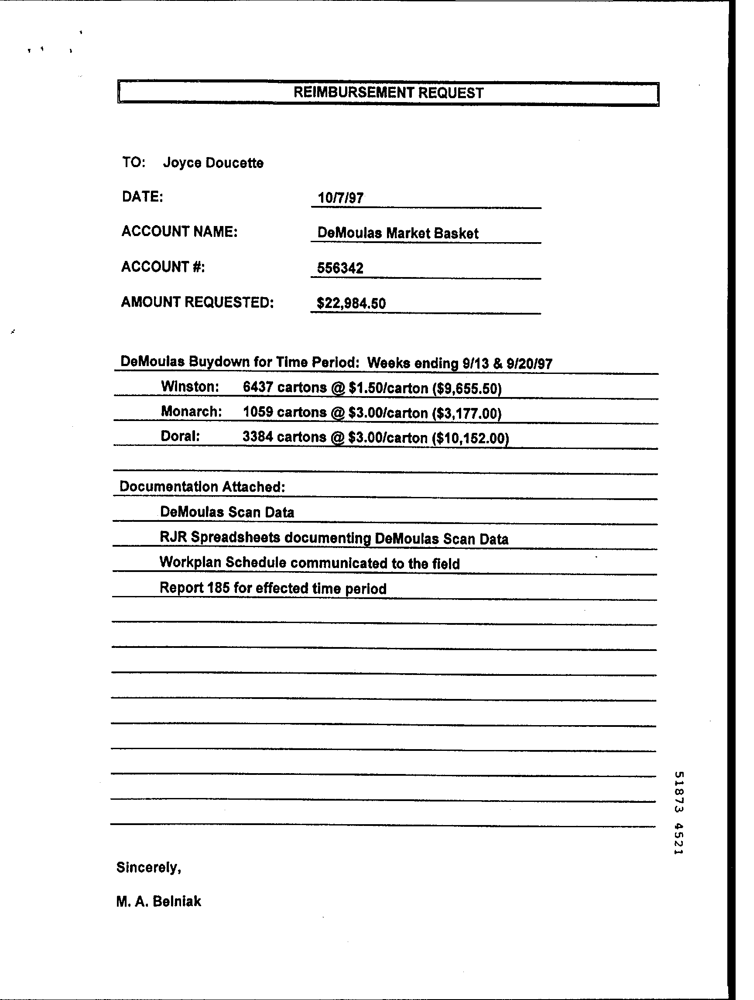 REIMBURSEMENT REQUEST
TO: Joyce Doucette
DATE: 10/7/97
ACCOUNT NAME: DeMoulas Market Basket
ACCOUNT #: 556342
AMOUNT REQUESTED: $22,984.50
DeMoulas Buydown for Time Period: Weeks ending 9/13 & 9/20/97
Winston: 6437 cartons @ $1.50/carton ($9,655.50)
Monarch: 1059 cartons @ $3.00/carton ($3,177.00)
Doral: 3384 cartons @ $3.00/carton ($10,152.00)
Documentation Attached:
DeMoulas Scan Data
RJR Spreadsheets documenting DeMoulas Scan Data
Workplan Schedule communicated to the field
Report 185 for effected time period
Sincerely,
M. A. Belniak
51873 4521